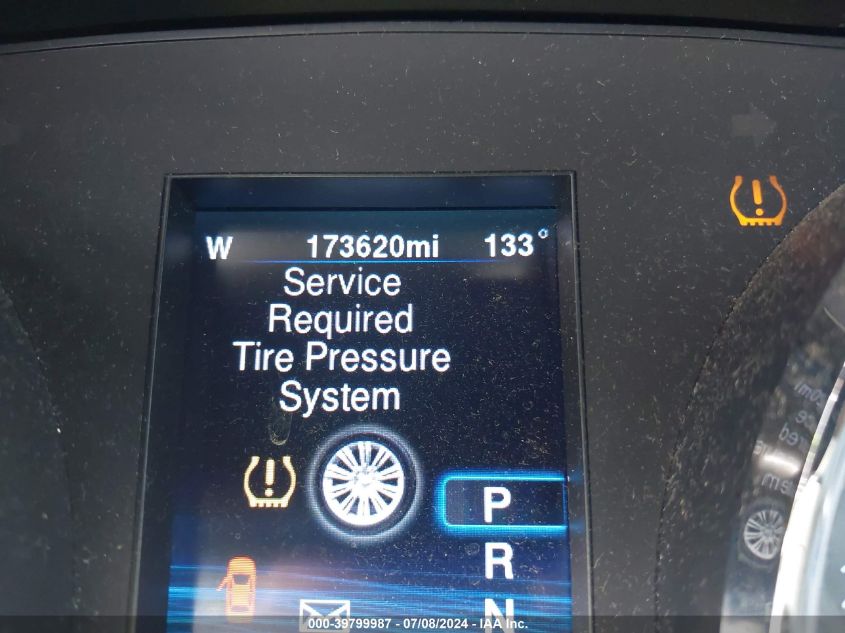 W 173620mi 133°
Service
Required
Tire Pressure
System
P
R
N
000-39799987 / 07/08/2024 - IAA Inc.